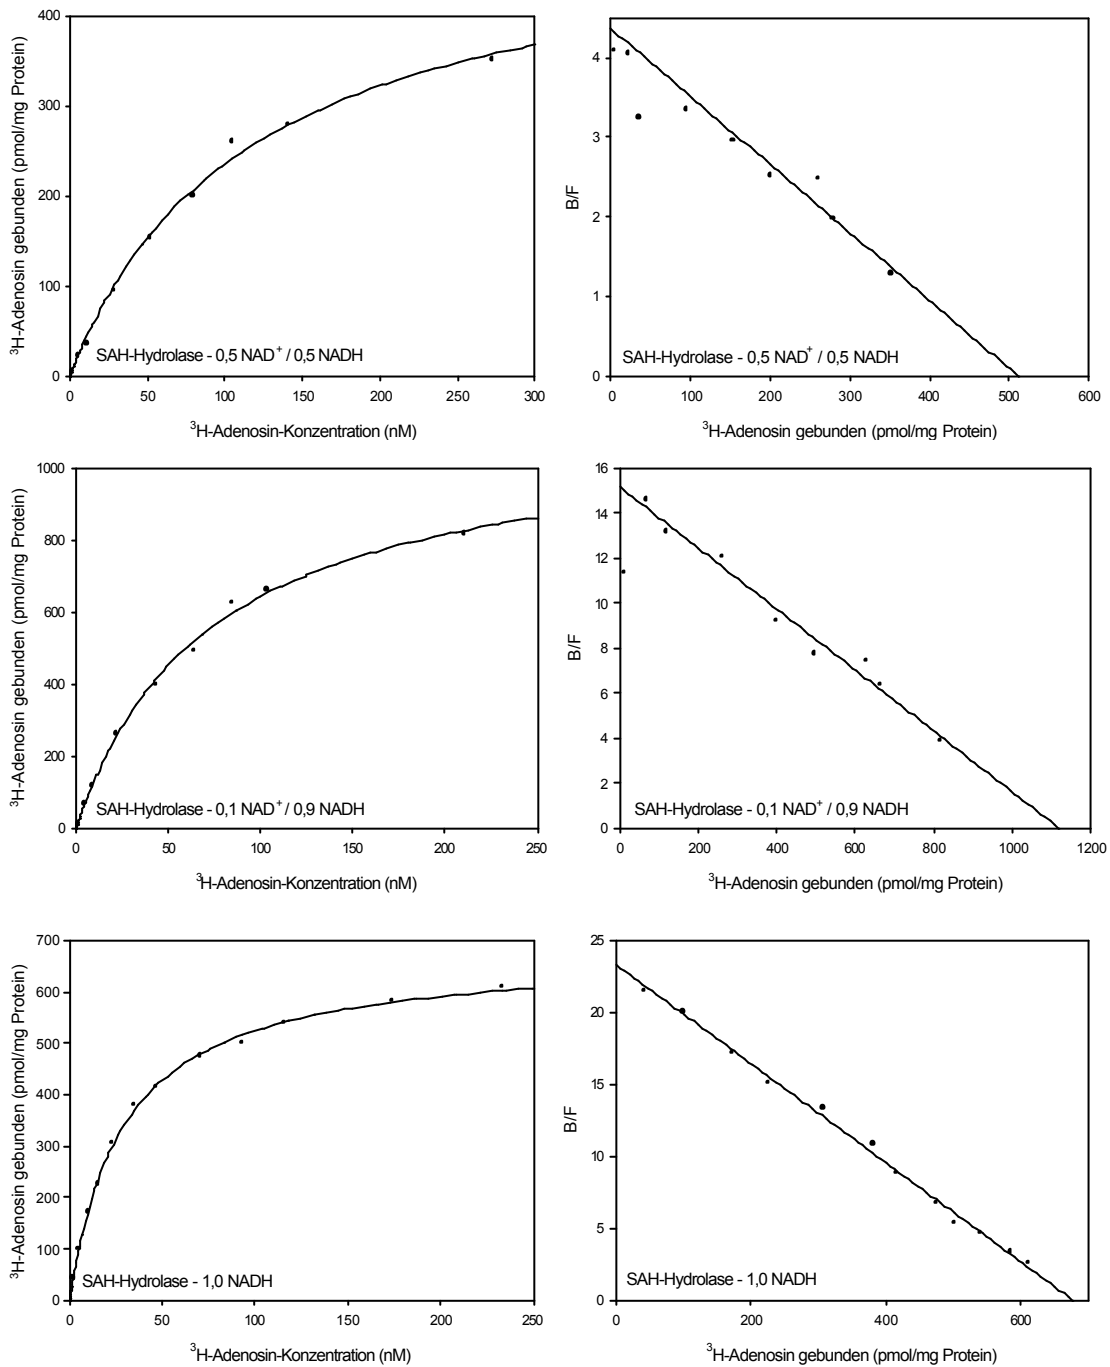 400
300
200
100
0
³H-Adenosin gebunden (pmol/mg Protein)
SAH-Hydrolase - 0,5 NAD⁺ / 0,5 NADH
0 50 100 150 200 250 300
³H-Adenosin-Konzentration (nM)
4
3
2
1
0
B/F
SAH-Hydrolase - 0,5 NAD⁺ / 0,5 NADH
0 100 200 300 400 500 600
³H-Adenosin gebunden (pmol/mg Protein)
1000
800
600
400
200
0
³H-Adenosin gebunden (pmol/mg Protein)
SAH-Hydrolase - 0,1 NAD⁺ / 0,9 NADH
0 50 100 150 200 250
³H-Adenosin-Konzentration (nM)
16
14
12
10
8
6
4
2
0
B/F
SAH-Hydrolase - 0,1 NAD⁺ / 0,9 NADH
0 200 400 600 800 1000 1200
³H-Adenosin gebunden (pmol/mg Protein)
700
600
500
400
300
200
100
0
³H-Adenosin gebunden (pmol/mg Protein)
SAH-Hydrolase - 1,0 NADH
0 50 100 150 200 250
³H-Adenosin-Konzentration (nM)
25
20
15
10
5
0
B/F
SAH-Hydrolase - 1,0 NADH
0 200 400 600
³H-Adenosin gebunden (pmol/mg Protein)